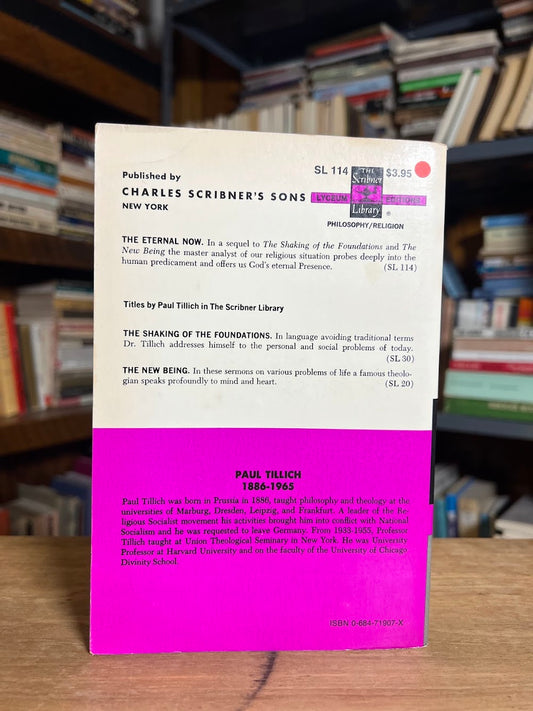 Published by
CHARLES SCRIBNER'S SONS
NEW YORK
SL 114
$3.95
THE
Scribner
Library
LYCEUM EDITIONS
®
PHILOSOPHY/RELIGION
THE ETERNAL NOW. In a sequel to The Shaking of the Foundations and The
New Being the master analyst of our religious situation probes deeply into the
human predicament and offers us God's eternal Presence. (SL 114)
Titles by Paul Tillich in The Scribner Library
THE SHAKING OF THE FOUNDATIONS. In language avoiding traditional terms
Dr. Tillich addresses himself to the personal and social problems of today.
(SL 30)
THE NEW BEING. In these sermons on various problems of life a famous theolo-
gian speaks profoundly to mind and heart. (SL 20)
PAUL TILLICH
1886-1965
Paul Tillich was born in Prussia in 1886, taught philosophy and theology at the
universities of Marburg, Dresden, Leipzig, and Frankfurt. A leader of the Re-
ligious Socialist movement his activities brought him into conflict with National
Socialism and he was requested to leave Germany. From 1933-1955, Professor
Tillich taught at Union Theological Seminary in New York. He was University
Professor at Harvard University and on the faculty of the University of Chicago
Divinity School.
ISBN 0-684-71907-X